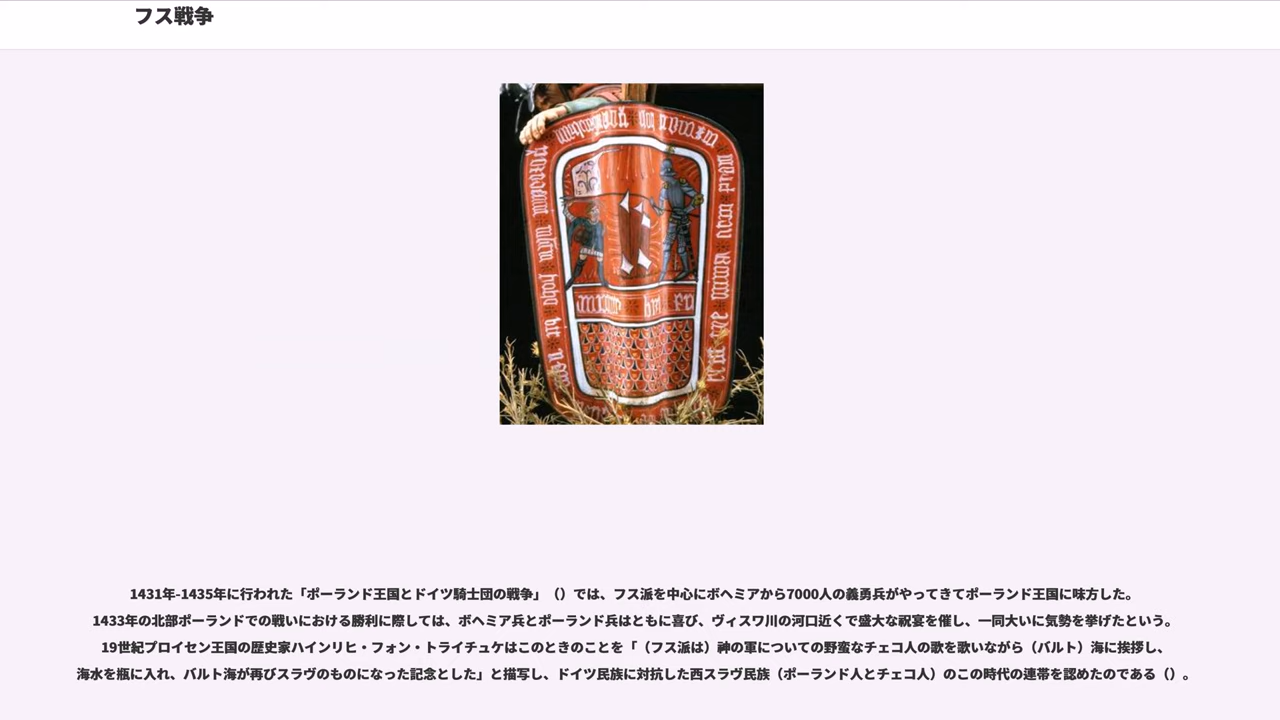 フス戦争
1431年-1435年に行われた「ポーランド王国とドイツ騎士団の戦争」（）では、フス派を中心にボヘミアから7000人の義勇兵がやってきてポーランド王国に味方した。
1433年の北部ポーランドでの戦いにおける勝利に際しては、ボヘミア兵とポーランド兵はともに喜び、ヴィスワ川の河口近くで盛大な祝宴を催し、一同大いに気勢を挙げたという。
19世紀プロイセン王国の歴史家ハインリヒ・フォン・トライチュケはこのときのことを「（フス派は）神の軍についての野蛮なチェコ人の歌を歌いながら（バルト）海に挨拶し、
海水を瓶に入れ、バルト海が再びスラヴのものになった記念とした」と描写し、ドイツ民族に対抗した西スラヴ民族（ポーランド人とチェコ人）のこの時代の連帯を認めたのである（）。